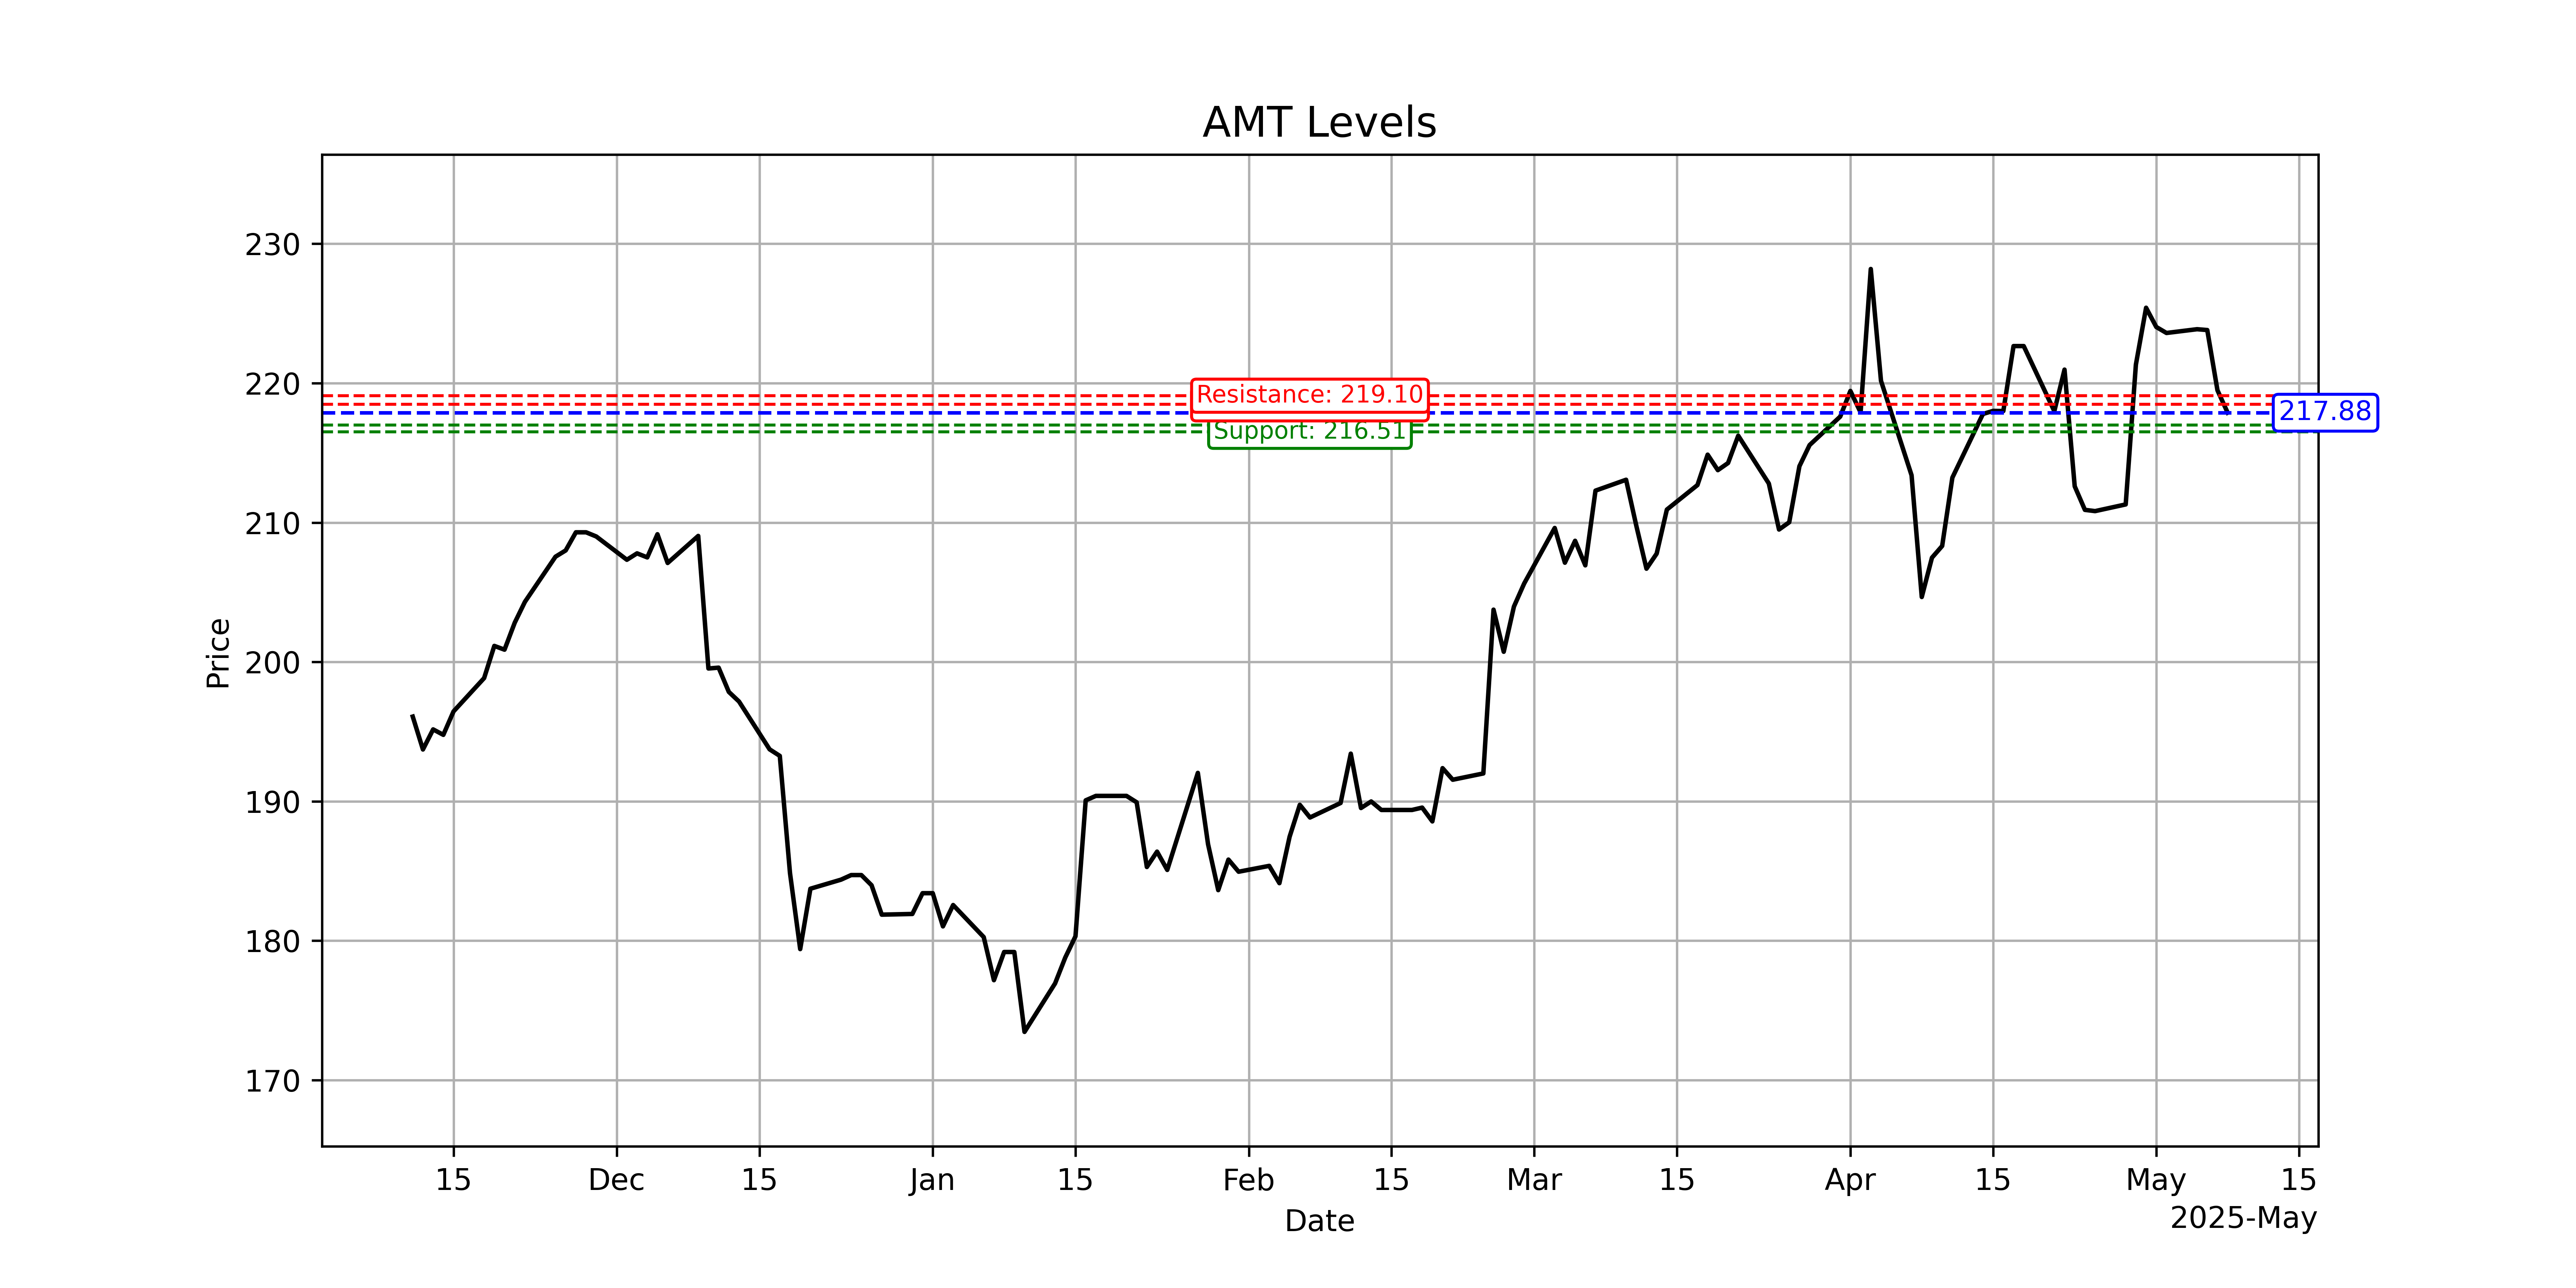 AMT Levels
Price
230
220
210
200
190
180
170
Resistance: 219.10
Support: 216.51
217.88
15 Dec 15 Jan 15 Feb 15 Mar 15 Apr 15 May 15
Date
2025-May